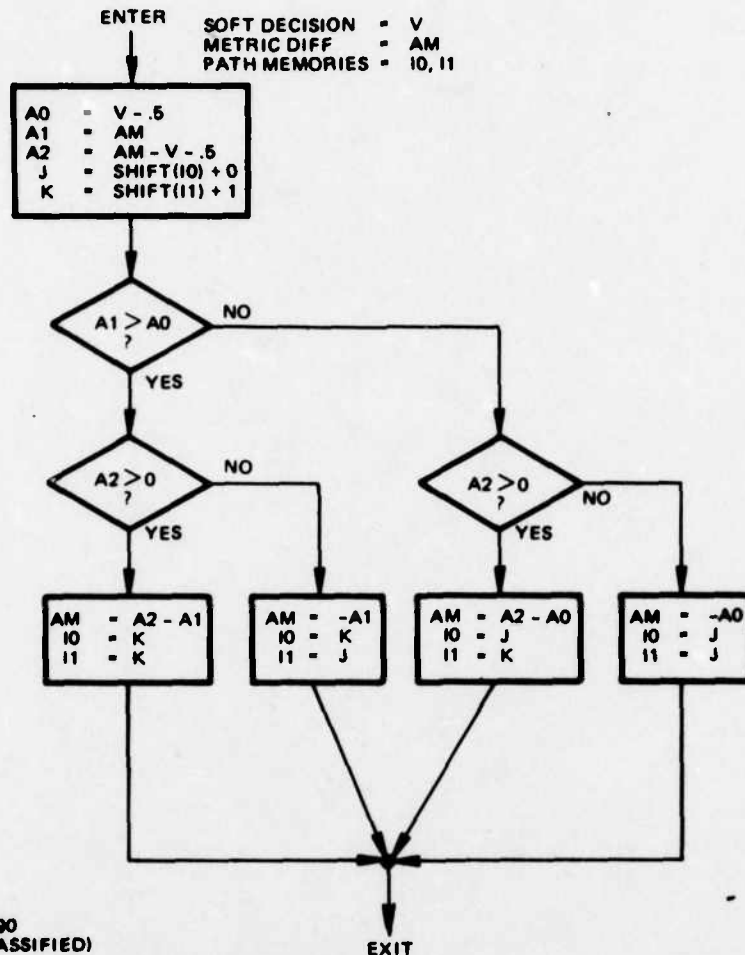 ENTER
SOFT DECISION = V
METRIC DIFF = AM
PATH MEMORIES = I0, I1
A0 = V - .5
A1 = AM
A2 = AM - V - .5
J = SHIFT(I0) + 0
K = SHIFT(I1) + 1
A1 > A0
?
NO
YES
A2 > 0
?
NO
YES
A2 > 0
?
NO
YES
AM = A2 - A1
I0 = K
I1 = K
AM = -A1
I0 = K
I1 = J
AM = A2 - A0
I0 = J
I1 = K
AM = -A0
I0 = J
I1 = J
90
ASSIFIED)
EXIT